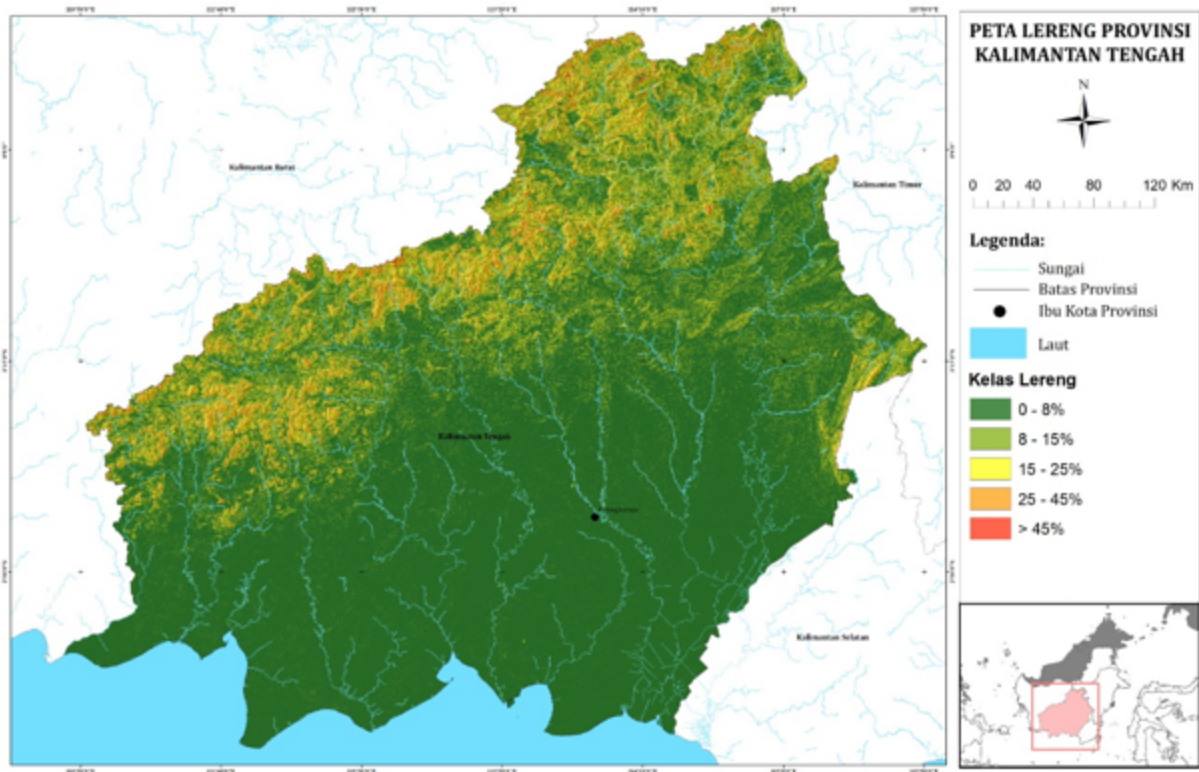 PETA LERENG PROVINSI
KALIMANTAN TENGAH
N
0 20 40 80 120 Km
Legenda:
Sungai
Batas Provinsi
Ibu Kota Provinsi
Laut
Kelas Lereng
0 - 8%
8 - 15%
15 - 25%
25 - 45%
> 45%
Kalimantan Barat
Kalimantan Timur
Kalimantan Tengah
Kalimantan Selatan